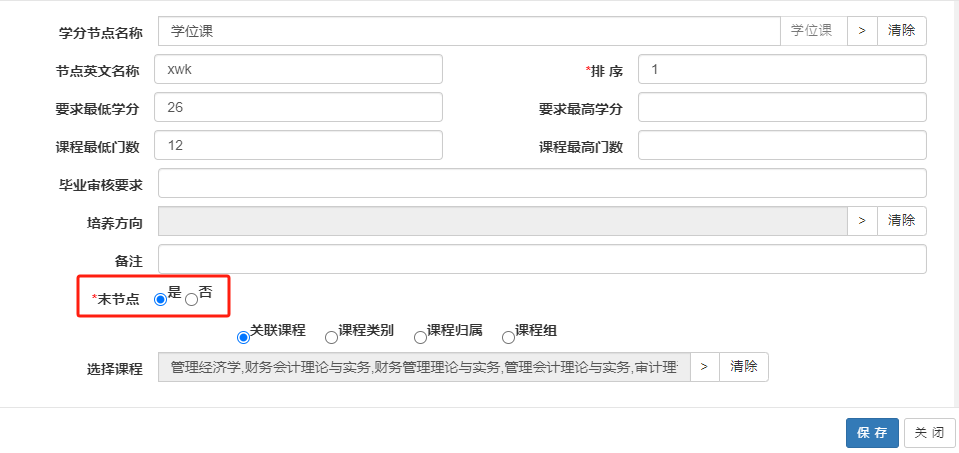 学分节点名称 学位课 学位课 > 清除
节点英文名称 xwk *排 序 1
要求最低学分 26 要求最高学分
课程最低门数 12 课程最高门数
毕业审核要求
培养方向 > 清除
备注
*末节点 是 否
关联课程 课程类别 课程归属 课程组
选择课程 管理经济学,财务会计理论与实务,财务管理理论与实务,管理会计理论与实务,审计理 > 清除
保 存 关 闭